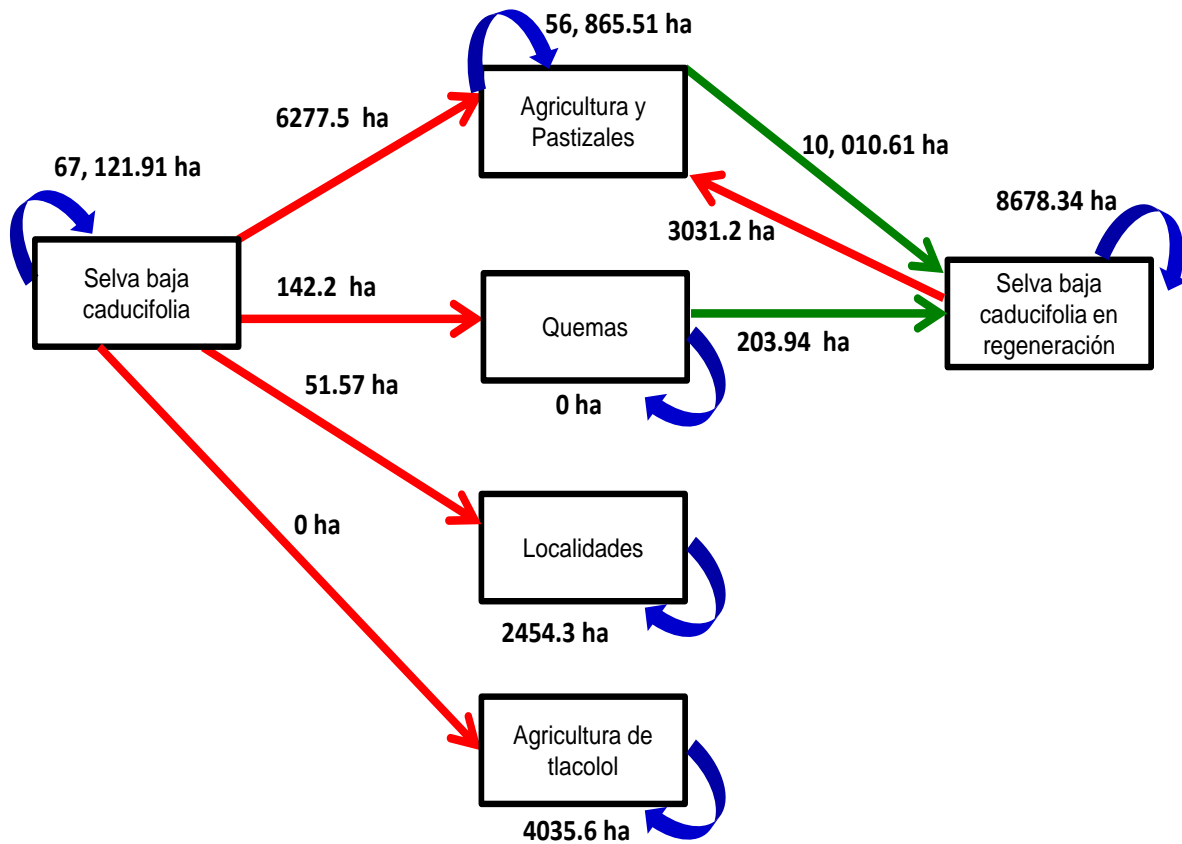 56, 865.51 ha
Agricultura y
Pastizales
6277.5  ha
10, 010.61 ha
67, 121.91 ha
8678.34 ha
3031.2 ha
Selva baja
caducifolia
142.2  ha
Quemas
203.94  ha
Selva baja
caducifolia en
regeneración
51.57 ha
0 ha
0 ha
Localidades
2454.3 ha
Agricultura de
tlacolol
4035.6 ha